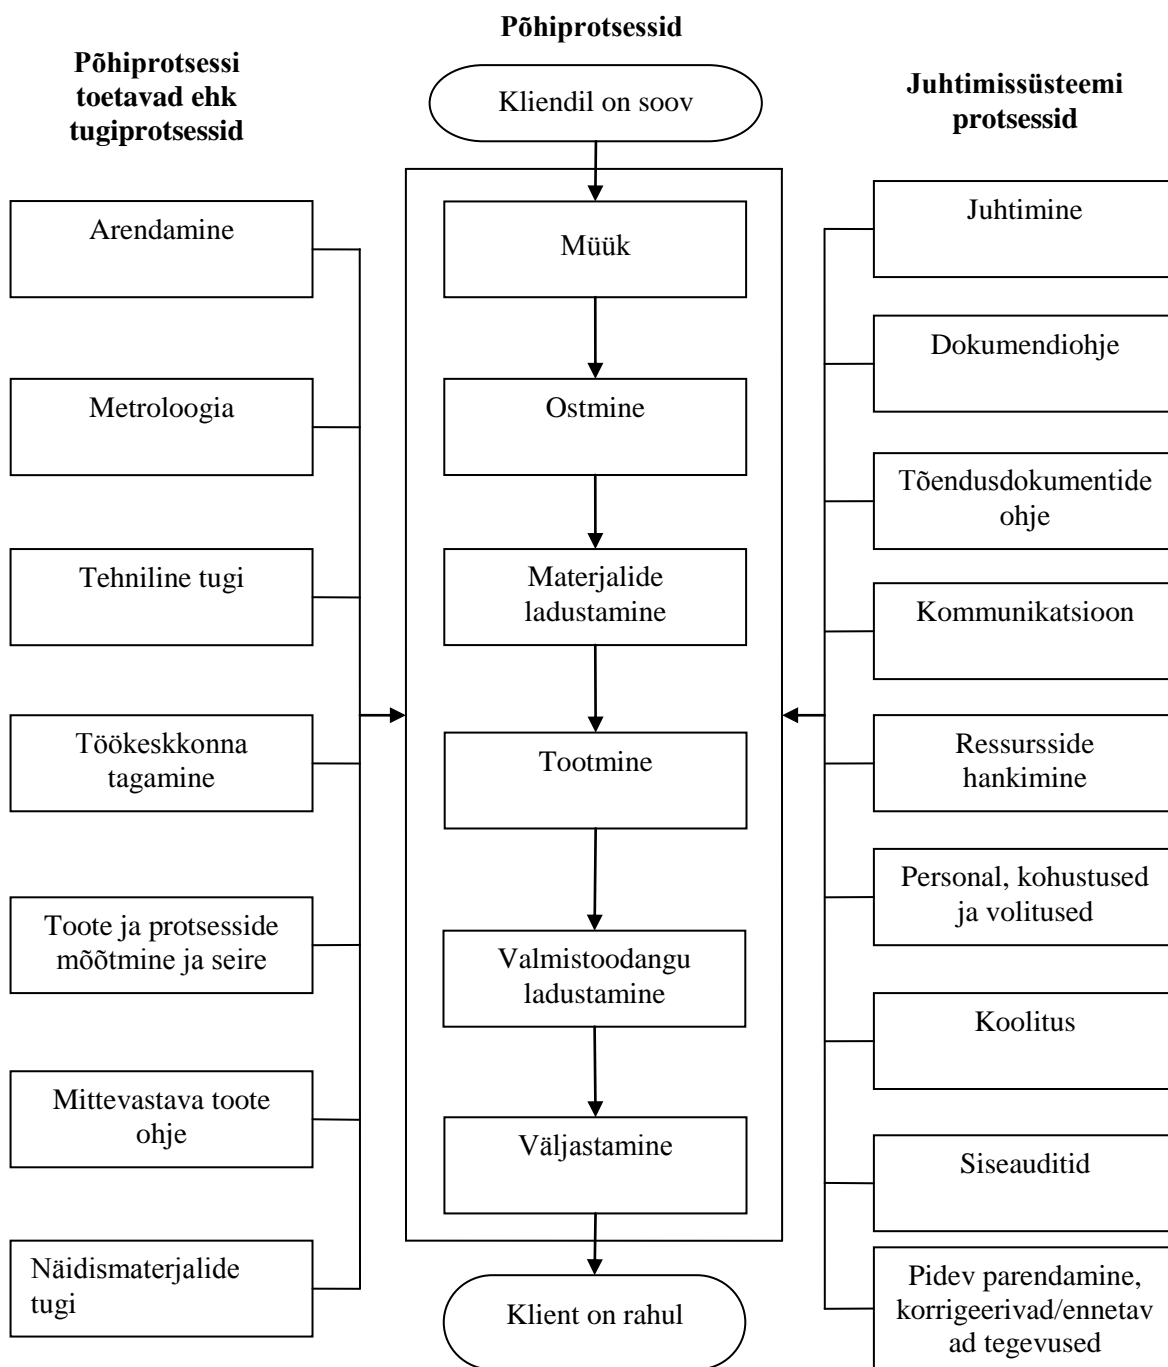 Põhiprotsessi
toetavad ehk
tugiprotsessid
Arendamine
Metroloogia
Tehniline tugi
Töökeskkonna
tagamine
Toote ja protsesside
mõõtmine ja seire
Mittevastava toote
ohje
Näidismaterjalide
tugi
Põhiprotsessid
Kliendil on soov
Müük
Ostmine
Materjalide
ladustamine
Tootmine
Valmistoodangu
ladustamine
Väljastamine
Klient on rahul
Juhtimissüsteemi
protsessid
Juhtimine
Dokumendiohje
Tõendusdokumentide
ohje
Kommunikatsioon
Ressursside
hankimine
Personal, kohustused
ja volitused
Koolitus
Siseauditid
Pidev parendamine,
korrigeerivad/ennetav
ad tegevused